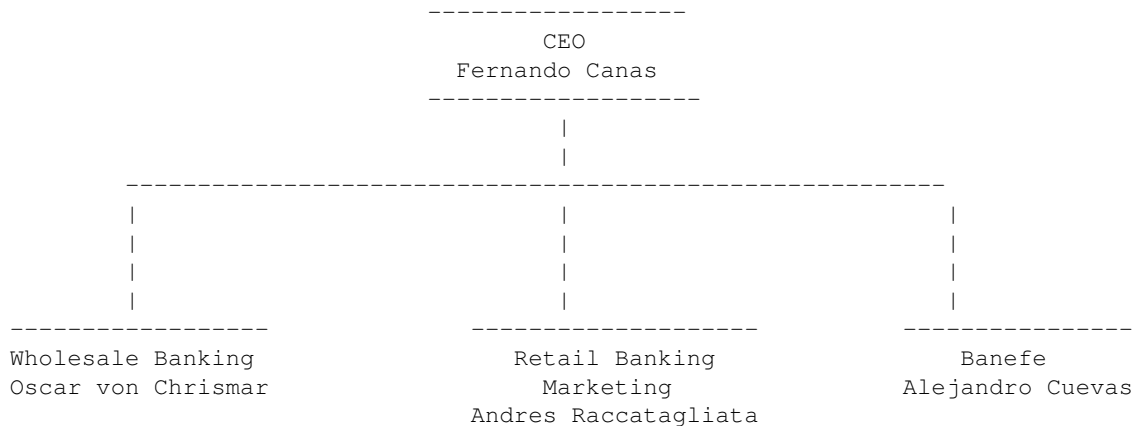 CEO
Fernando Canas
Wholesale Banking
Oscar von Chrismar
Retail Banking
Marketing
Andres Raccatagliata
Banefe
Alejandro Cuevas